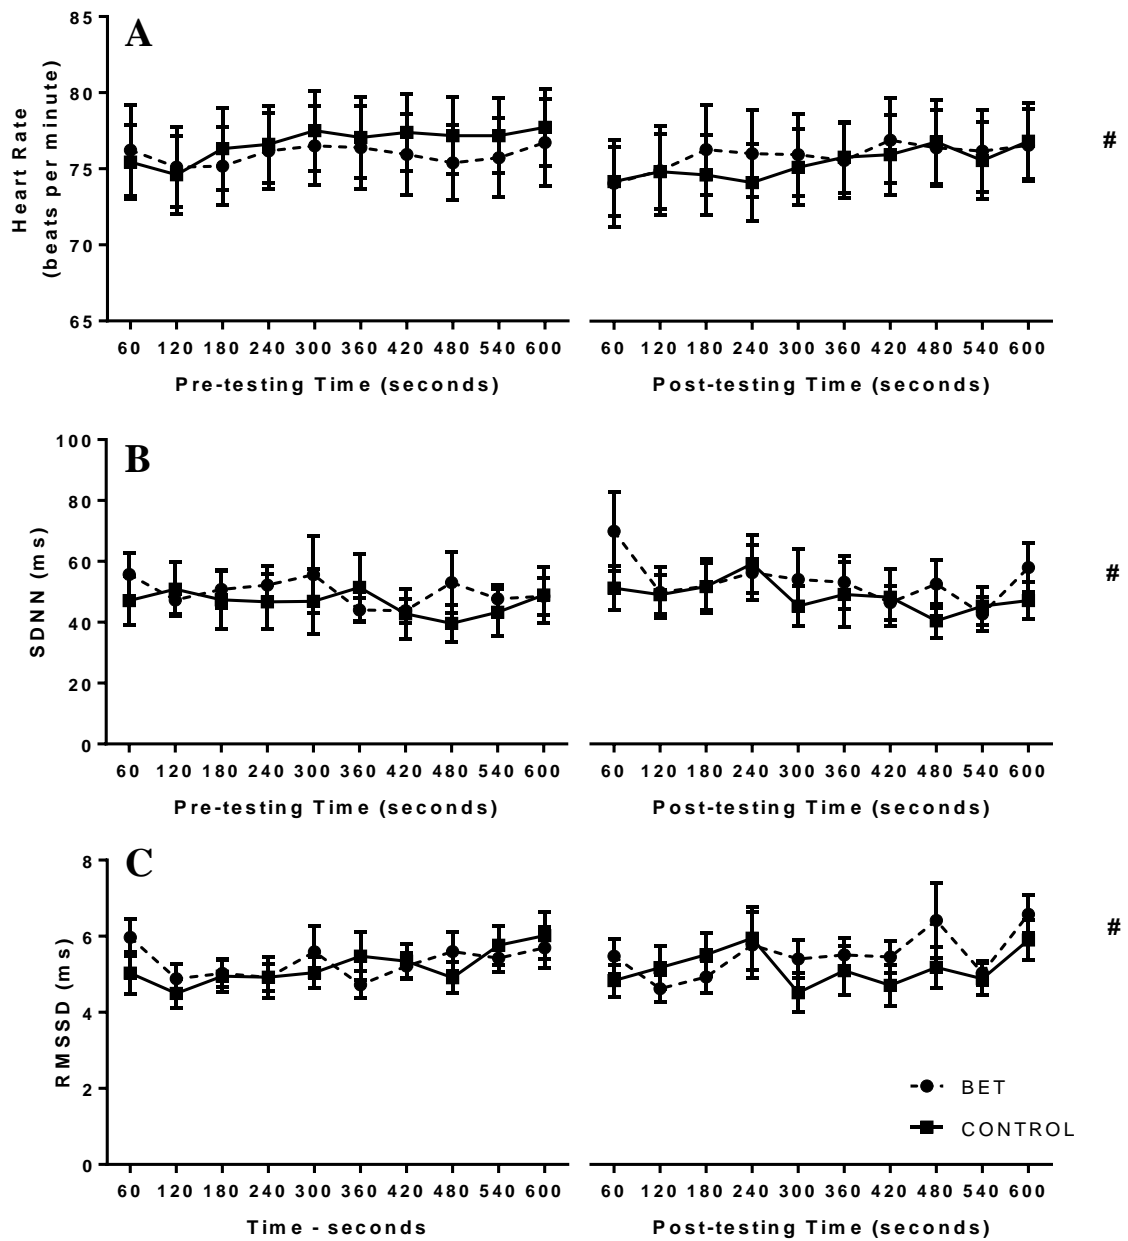 A
Heart Rate
(beats per minute)
85
80
75
70
65
60 120 180 240 300 360 420 480 540 600
Pre-testing Time (seconds)
60 120 180 240 300 360 420 480 540 600
Post-testing Time (seconds)
#
B
SDNN (ms)
100
80
60
40
20
0
60 120 180 240 300 360 420 480 540 600
Pre-testing Time (seconds)
60 120 180 240 300 360 420 480 540 600
Post-testing Time (seconds)
#
C
RMSSD (ms)
8
6
4
2
0
60 120 180 240 300 360 420 480 540 600
Time - seconds
60 120 180 240 300 360 420 480 540 600
Post-testing Time (seconds)
#
BET
CONTROL